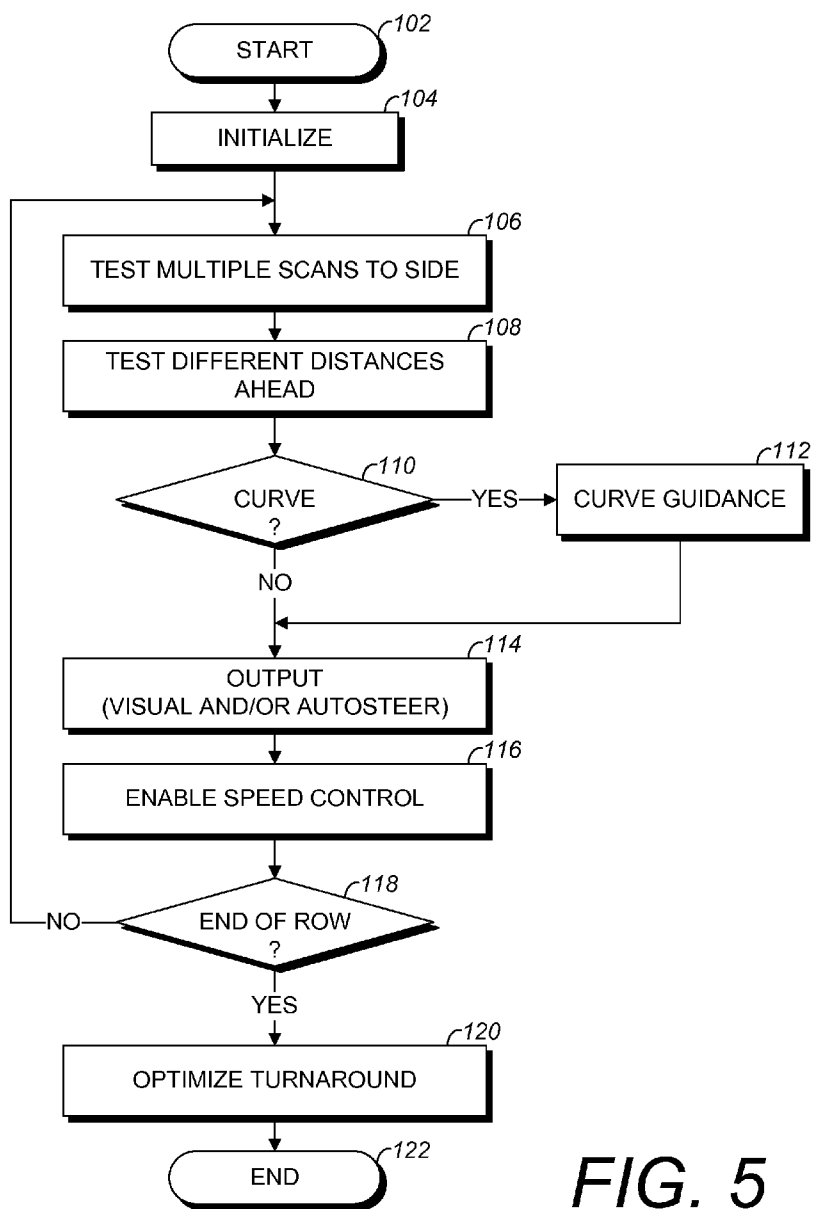 102
START
104
INITIALIZE
106
TEST MULTIPLE SCANS TO SIDE
108
TEST DIFFERENT DISTANCES
AHEAD
110
CURVE
?
YES
112
CURVE GUIDANCE
NO
114
OUTPUT
(VISUAL AND/OR AUTOSTEER)
116
ENABLE SPEED CONTROL
118
END OF ROW
?
NO
YES
120
OPTIMIZE TURNAROUND
122
END
FIG. 5